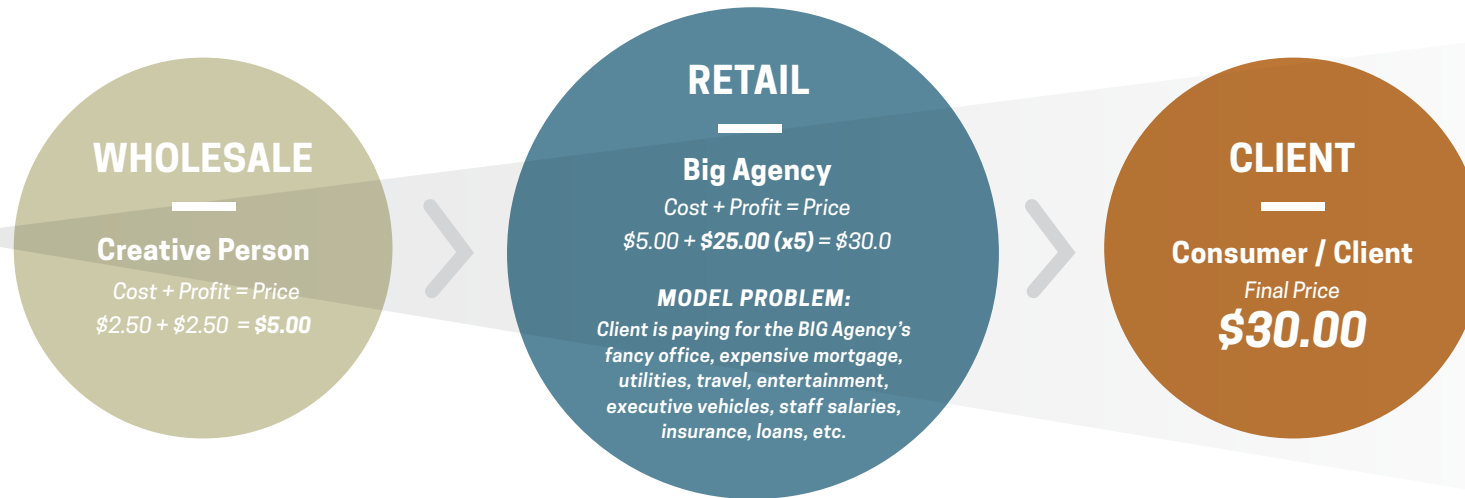 WHOLESALE
Creative Person
Cost + Profit = Price
$2.50 + $2.50 = $5.00
RETAIL
Big Agency
Cost + Profit = Price
$5.00 + $25.00 (x5) = $30.0
MODEL PROBLEM:
Client is paying for the BIG Agency's
fancy office, expensive mortgage,
utilities, travel, entertainment,
executive vehicles, staff salaries,
insurance, loans, etc.
CLIENT
Consumer / Client
Final Price
$30.00